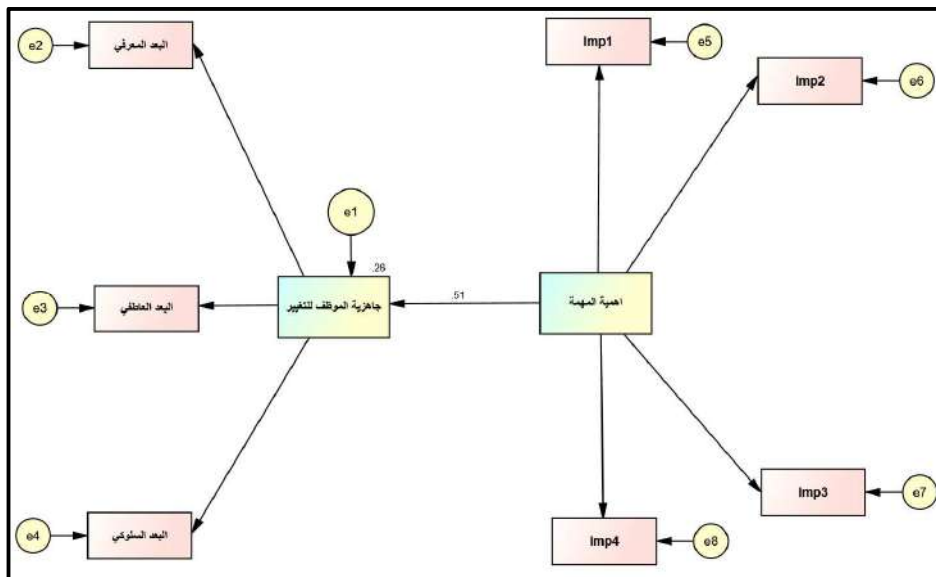 e2
البعد المعرفي
Imp1
e5
Imp2
e6
e1
.26
جاهزية الموظف للتغيير
.51
اهمية المهمة
e3
البعد العاطفي
e4
البعد السلوكي
Imp4
e8
Imp3
e7